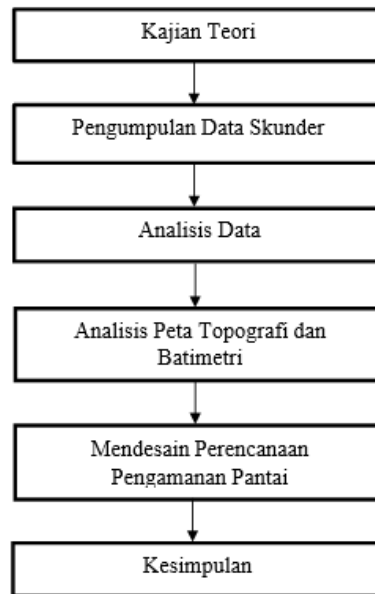 Kajian Teori
Pengumpulan Data Skunder
Analisis Data
Analisis Peta Topografi dan
Batimetri
Mendesain Perencanaan
Pengamanan Pantai
Kesimpulan